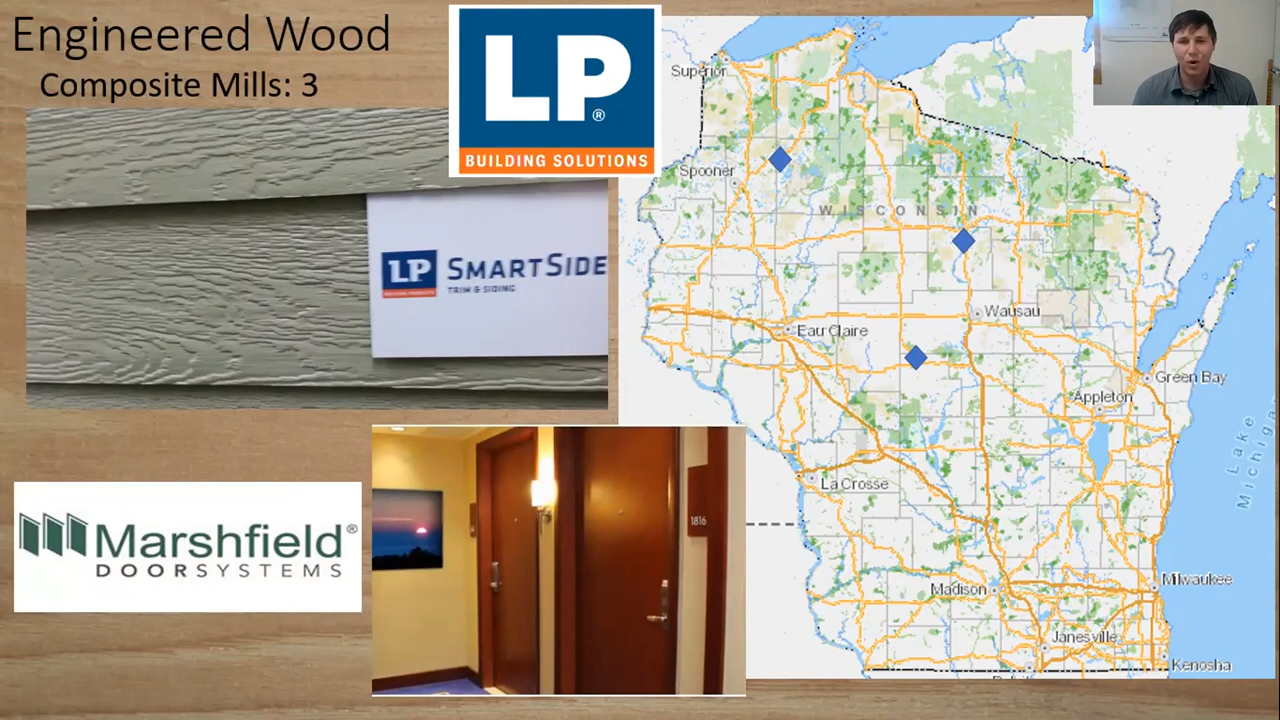 Engineered Wood
Composite Mills: 3
LP®
BUILDING SOLUTIONS
LP
SMARTSIDE
TRIM & SIDING
Marshfield®
DOORSYSTEMS
1816
Superior
Spooner
WISCONSIN
Wausau
Eau Claire
Green Bay
Appleton
Lake
Michigan
La Crosse
Madison
Milwaukee
Janesville
Kenosha